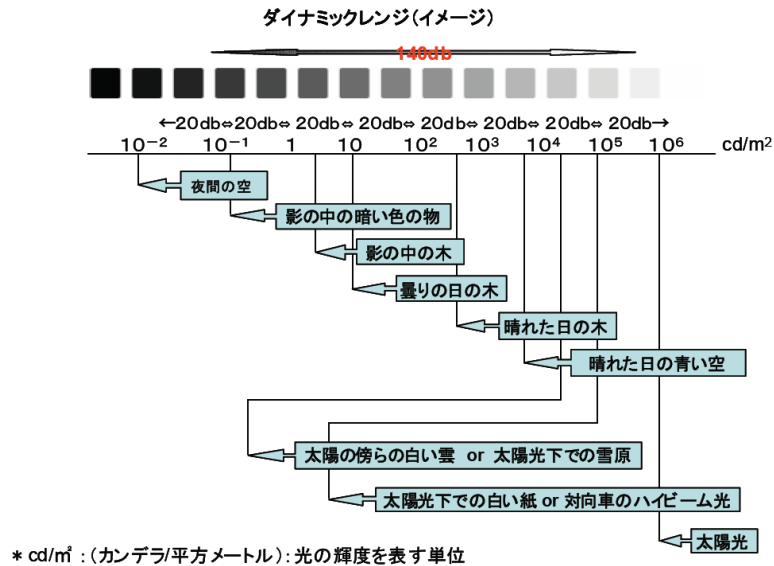 ダイナミックレンジ(イメージ)
140db
←20db⇔20db⇔ 20db⇔ 20db⇔ 20db⇔ 20db⇔ 20db⇔ 20db→
10⁻² 10⁻¹ 1 10 10² 10³ 10⁴ 10⁵ 10⁶ cd/m²
夜間の空
影の中の暗い色の物
影の中の木
曇りの日の木
晴れた日の木
晴れた日の青い空
太陽の傍らの白い雲 or 太陽光下での雪原
太陽光下での白い紙 or 対向車のハイビーム光
太陽光
* cd/㎡ :(カンデラ/平方メートル): 光の輝度を表す単位